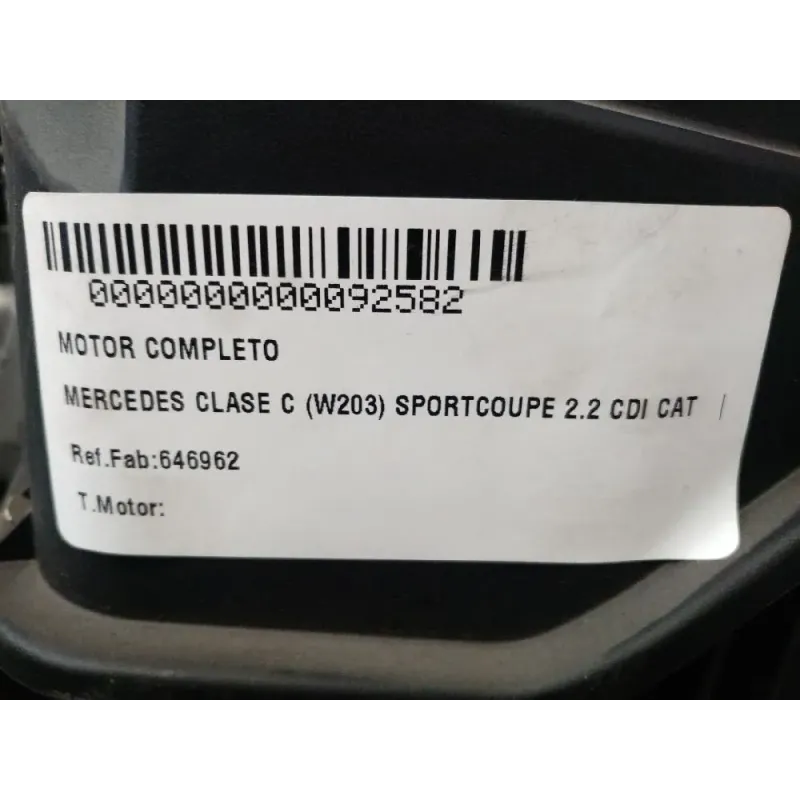 0000000000092582
MOTOR COMPLETO
MERCEDES CLASE C (W203) SPORTCOUPE 2.2 CDI CAT |
Ref.Fab:646962
T.Motor: